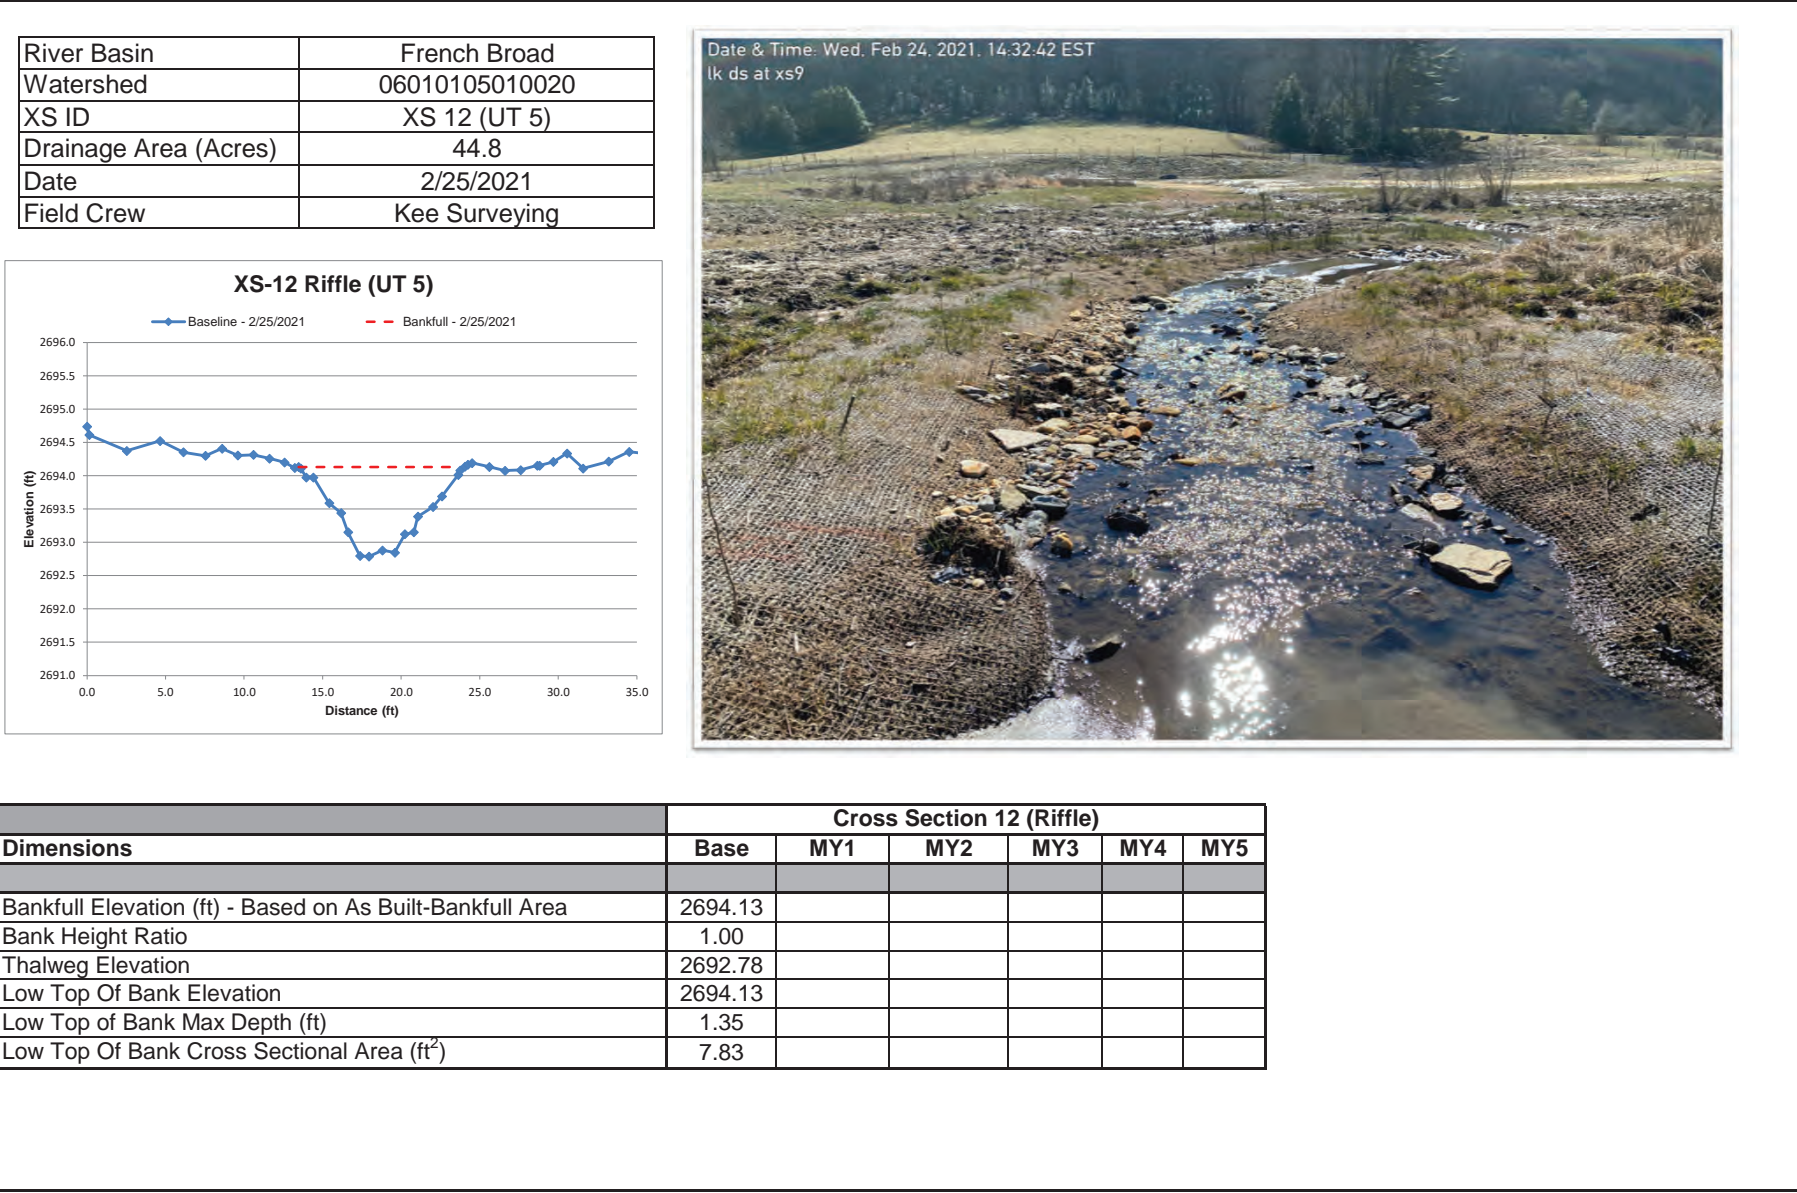 River Basin French Broad
Watershed 06010105010020
XS ID XS 12 (UT 5)
Drainage Area (Acres) 44.8
Date 2/25/2021
Field Crew Kee Surveying
Date & Time: Wed, Feb 24, 2021, 14:32:42 EST
lk ds at xs9
XS-12 Riffle (UT 5)
Baseline - 2/25/2021 Bankfull - 2/25/2021
2696.0
2695.5
2695.0
2694.5
2694.0
2693.5
2693.0
2692.5
2692.0
2691.5
2691.0
Elevation (ft)
0.0 5.0 10.0 15.0 20.0 25.0 30.0 35.0
Distance (ft)
Cross Section 12 (Riffle)
Dimensions Base MY1 MY2 MY3 MY4 MY5
Bankfull Elevation (ft) - Based on As Built-Bankfull Area 2694.13
Bank Height Ratio 1.00
Thalweg Elevation 2692.78
Low Top Of Bank Elevation 2694.13
Low Top of Bank Max Depth (ft) 1.35
Low Top Of Bank Cross Sectional Area (ft²) 7.83